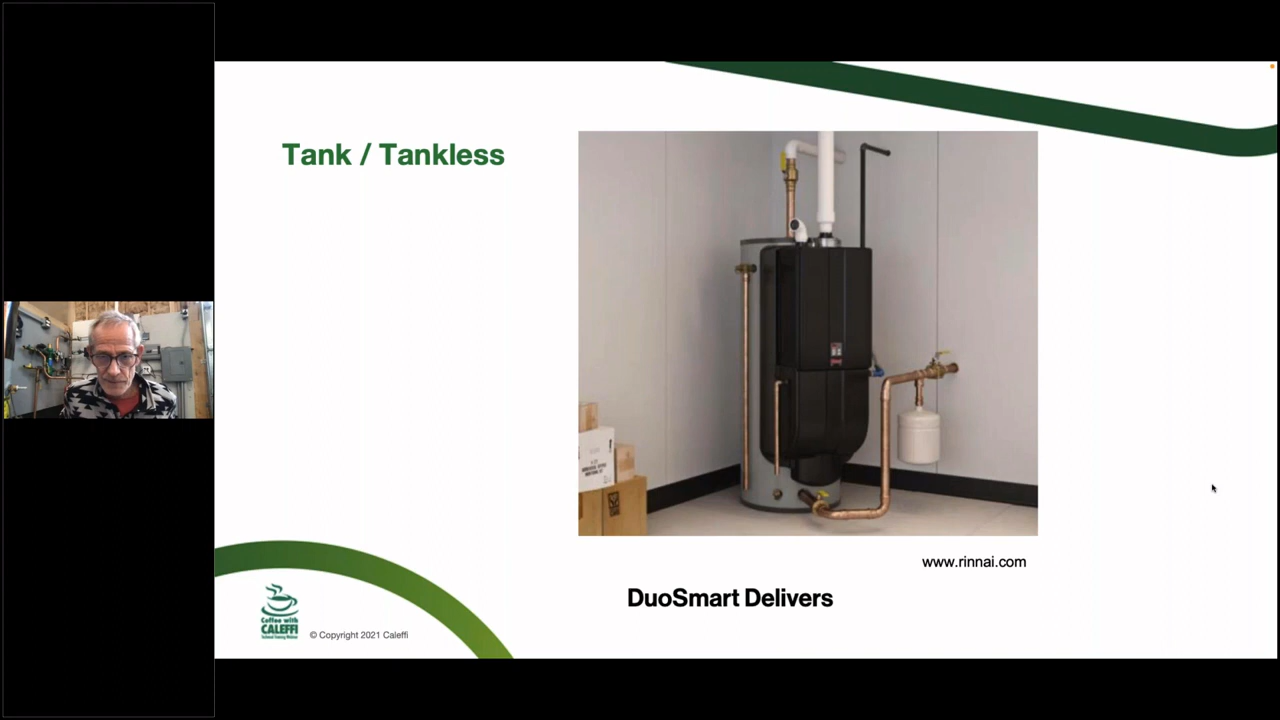 Tank / Tankless
www.rinnai.com
DuoSmart Delivers
Coffee with
CALEFFI
© Copyright 2021 Caleffi